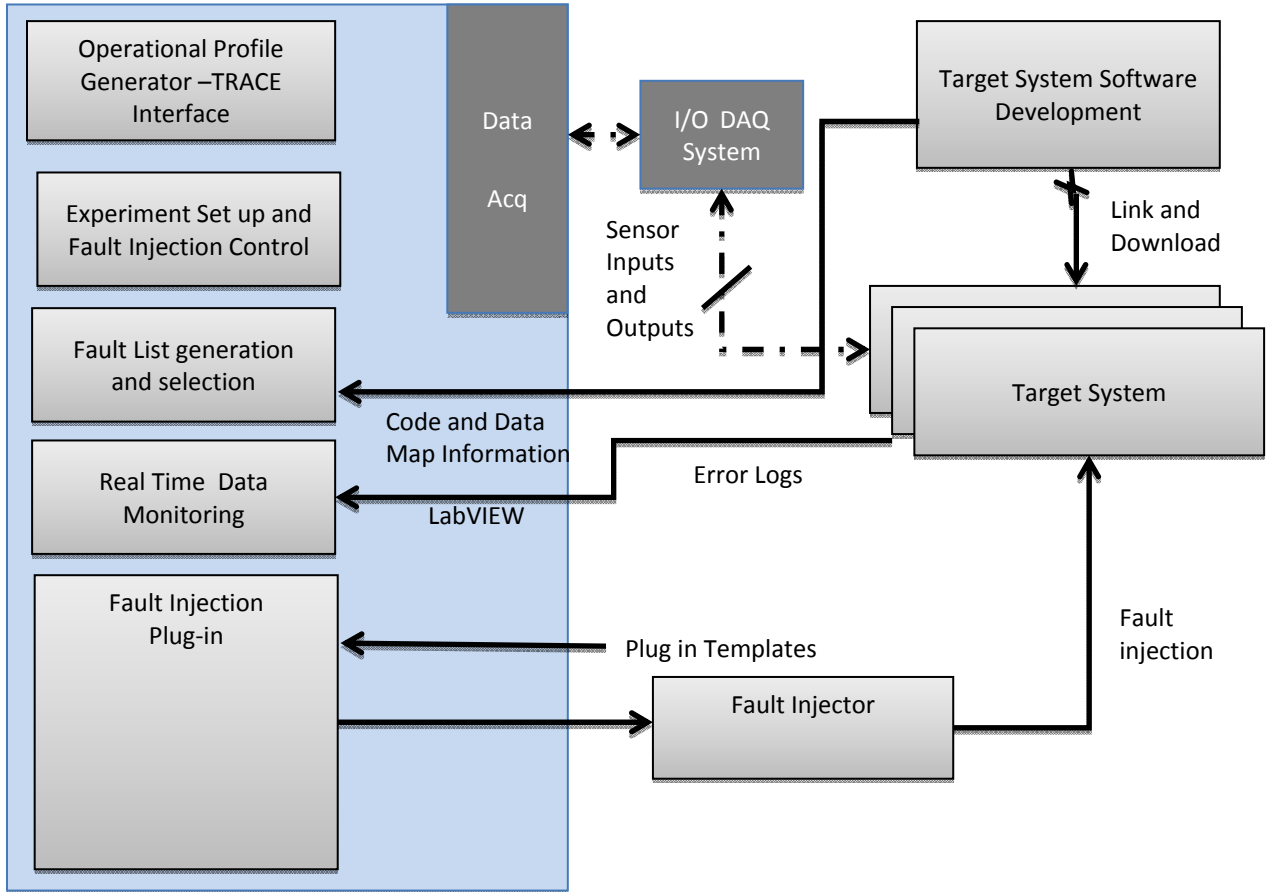 Operational Profile
Generator –TRACE
Interface
Data
Acq
I/O DAQ
System
Target System Software
Development
Experiment Set up and
Fault Injection Control
Sensor
Inputs
and
Outputs
Link and
Download
Fault List generation
and selection
Target System
Code and Data
Map Information
Error Logs
Real Time Data
Monitoring
LabVIEW
Fault Injection
Plug-in
Plug in Templates
Fault
injection
Fault Injector